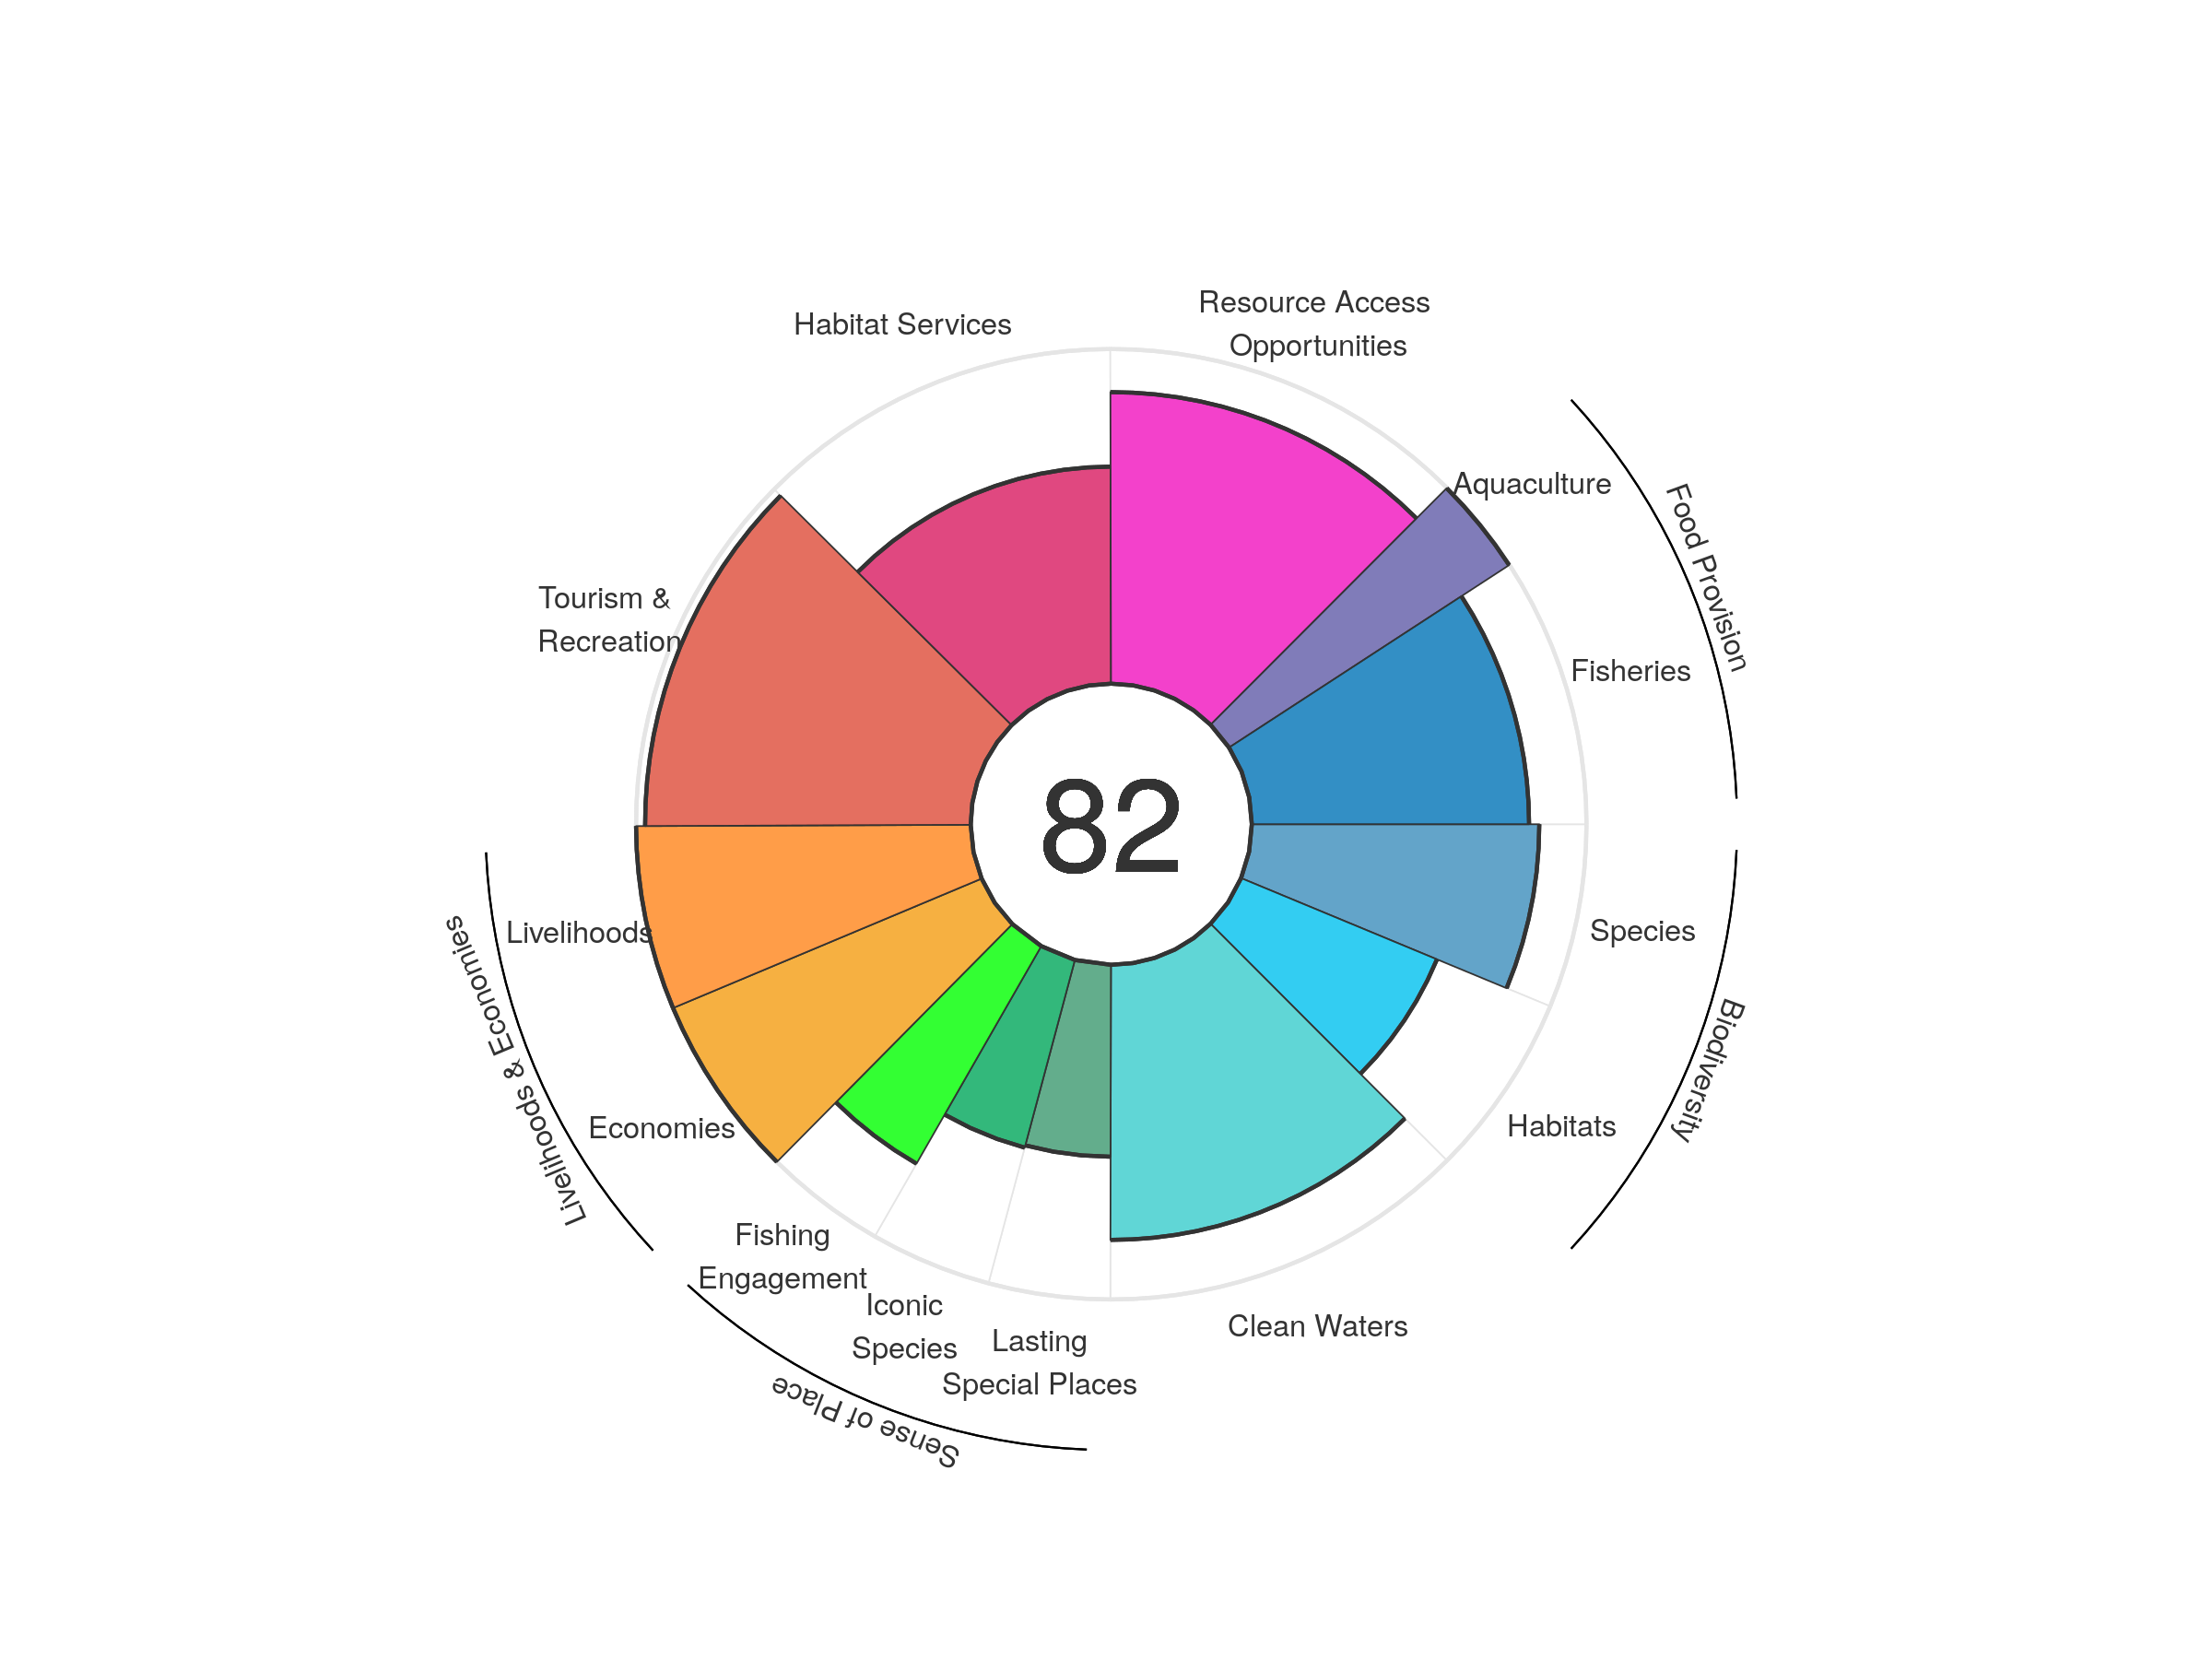 Resource Access
Opportunities
Habitat Services
Aquaculture
Food Provision
Tourism &
Recreation
Fisheries
82
Livelihoods
Species
Livelihoods & Economies
Biodiversity
Economies
Habitats
Fishing
Engagement
Iconic
Species
Lasting
Special Places
Clean Waters
Sense of Place